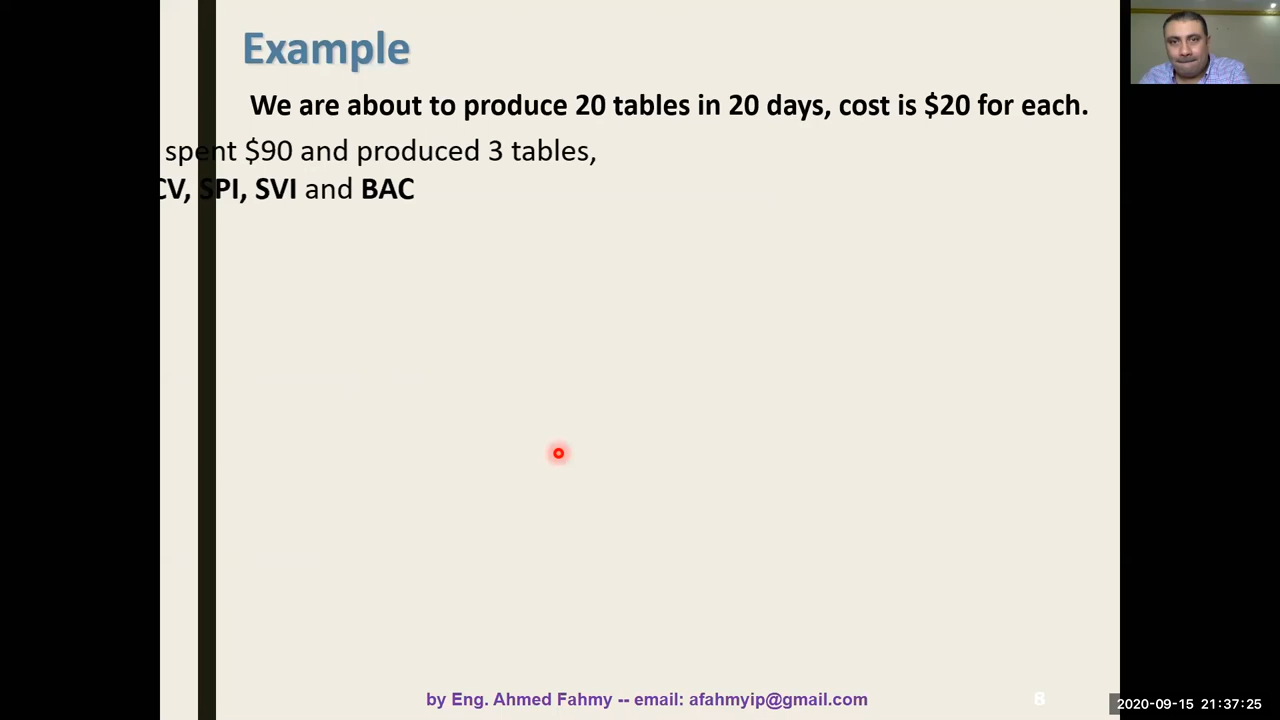 Example
We are about to produce 20 tables in 20 days, cost is $20 for each.
spent $90 and produced 3 tables,
CV, SPI, SVI and BAC
by Eng. Ahmed Fahmy -- email: afahmyip@gmail.com
8
2020-09-15 21:37:25